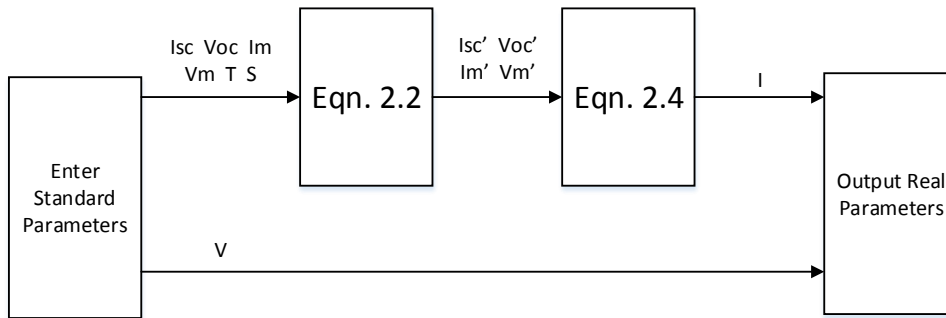 Isc Voc Im
Vm T S
Isc’ Voc’
Im’ Vm’
Eqn. 2.2
Eqn. 2.4
I
Enter
Standard
Parameters
Output Real
Parameters
V